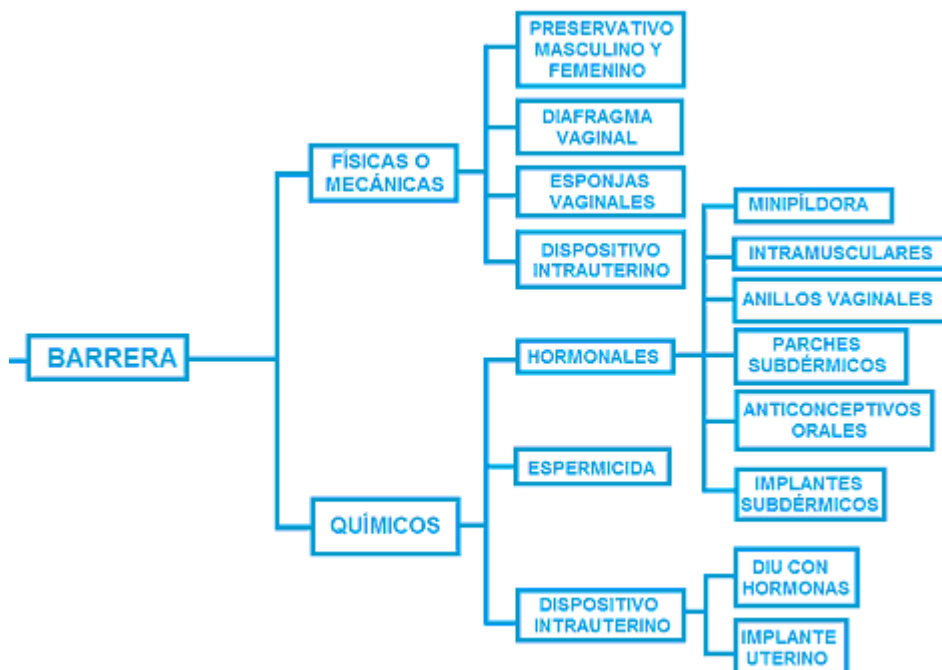 PRESERVATIVO
MASCULINO Y
FEMENINO
DIAFRAGMA
VAGINAL
FÍSICAS O
MECÁNICAS
ESPONJAS
VAGINALES
DISPOSITIVO
INTRAUTERINO
BARRERA
MINIPÍLDORA
INTRAMUSCULARES
ANILLOS VAGINALES
HORMONALES
PARCHES
SUBDÉRMICOS
ANTICONCEPTIVOS
ORALES
IMPLANTES
SUBDÉRMICOS
ESPERMICIDA
QUÍMICOS
DISPOSITIVO
INTRAUTERINO
DIU CON
HORMONAS
IMPLANTE
UTERINO